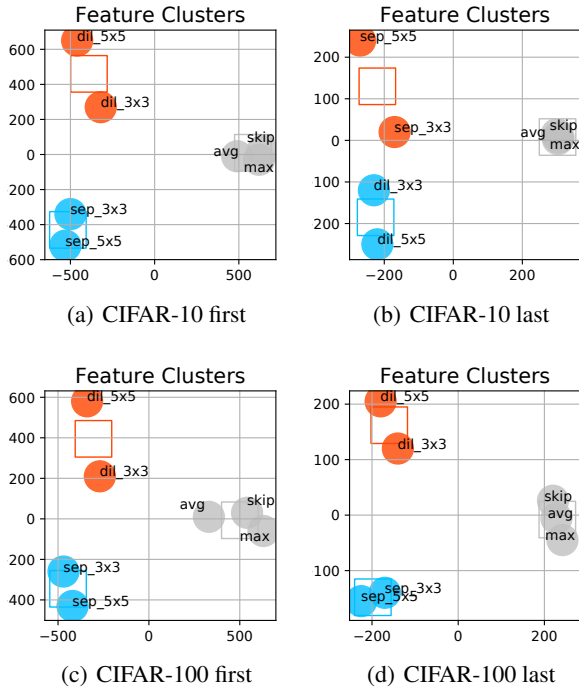 Feature Clusters
600
400
200
0
200
400
600
−500
0
500
dil_5x5
dil_3x3
skip
avg
max
sep_3x3
sep_5x5
(a) CIFAR-10 first
Feature Clusters
200
100
0
100
200
−200
0
200
sep_5x5
sep_3x3
skip
avg
max
dil_3x3
dil_5x5
(b) CIFAR-10 last
Feature Clusters
600
400
200
0
200
400
−500
0
500
dil_5x5
dil_3x3
skip
avg
max
sep_3x3
sep_5x5
(c) CIFAR-100 first
Feature Clusters
200
100
0
100
−200
0
200
dil_5x5
dil_3x3
skip
avg
max
sep_3x3
sep_5x5
(d) CIFAR-100 last